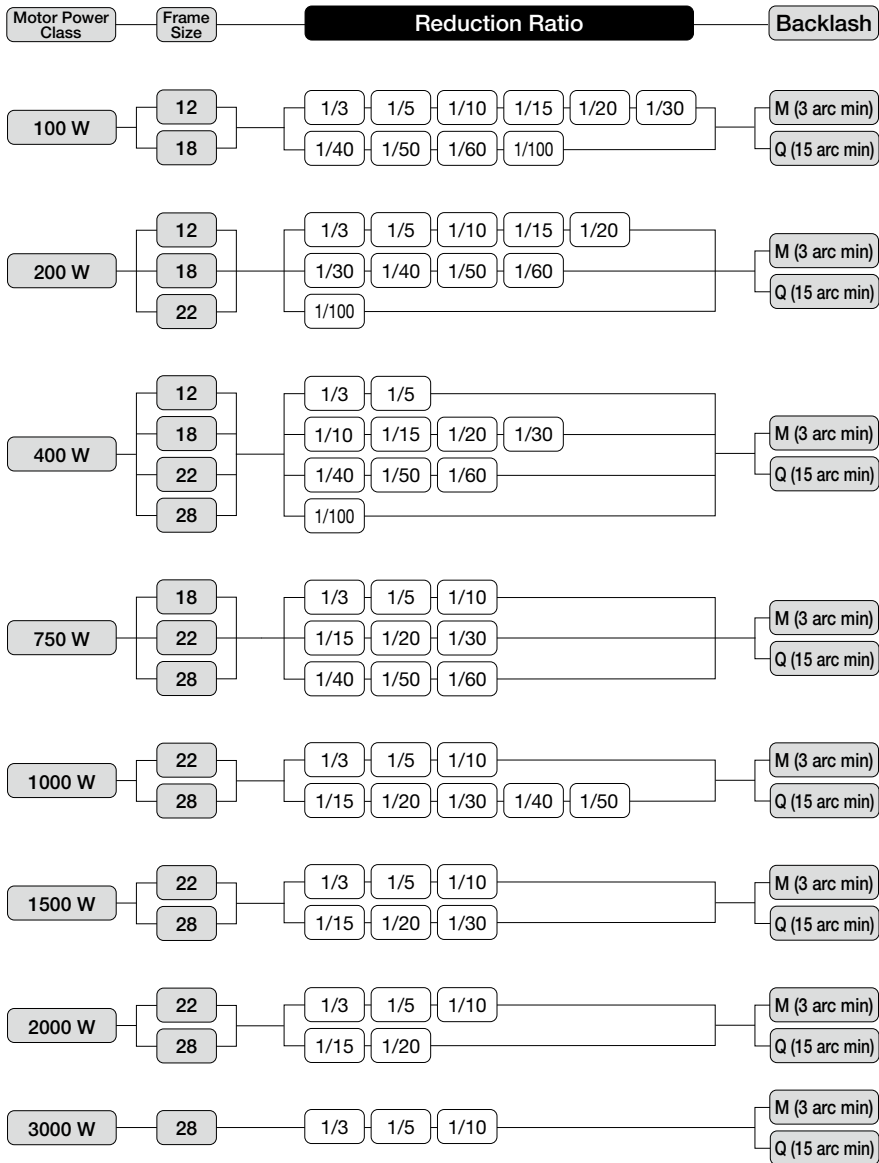 Motor Power Class Frame Size Reduction Ratio Backlash
100 W
12 1/3 1/5 1/10 1/15 1/20 1/30 M (3 arc min)
18 1/40 1/50 1/60 1/100 Q (15 arc min)
200 W
12 1/3 1/5 1/10 1/15 1/20
M (3 arc min)
18 1/30 1/40 1/50 1/60
Q (15 arc min)
22 1/100
400 W
12 1/3 1/5
18 1/10 1/15 1/20 1/30 M (3 arc min)
22 1/40 1/50 1/60 Q (15 arc min)
28 1/100
750 W
18 1/3 1/5 1/10
M (3 arc min)
22 1/15 1/20 1/30
Q (15 arc min)
28 1/40 1/50 1/60
1000 W
22 1/3 1/5 1/10 M (3 arc min)
28 1/15 1/20 1/30 1/40 1/50 Q (15 arc min)
1500 W
22 1/3 1/5 1/10 M (3 arc min)
28 1/15 1/20 1/30 Q (15 arc min)
2000 W
22 1/3 1/5 1/10 M (3 arc min)
28 1/15 1/20 Q (15 arc min)
M (3 arc min)
3000 W 28 1/3 1/5 1/10
Q (15 arc min)